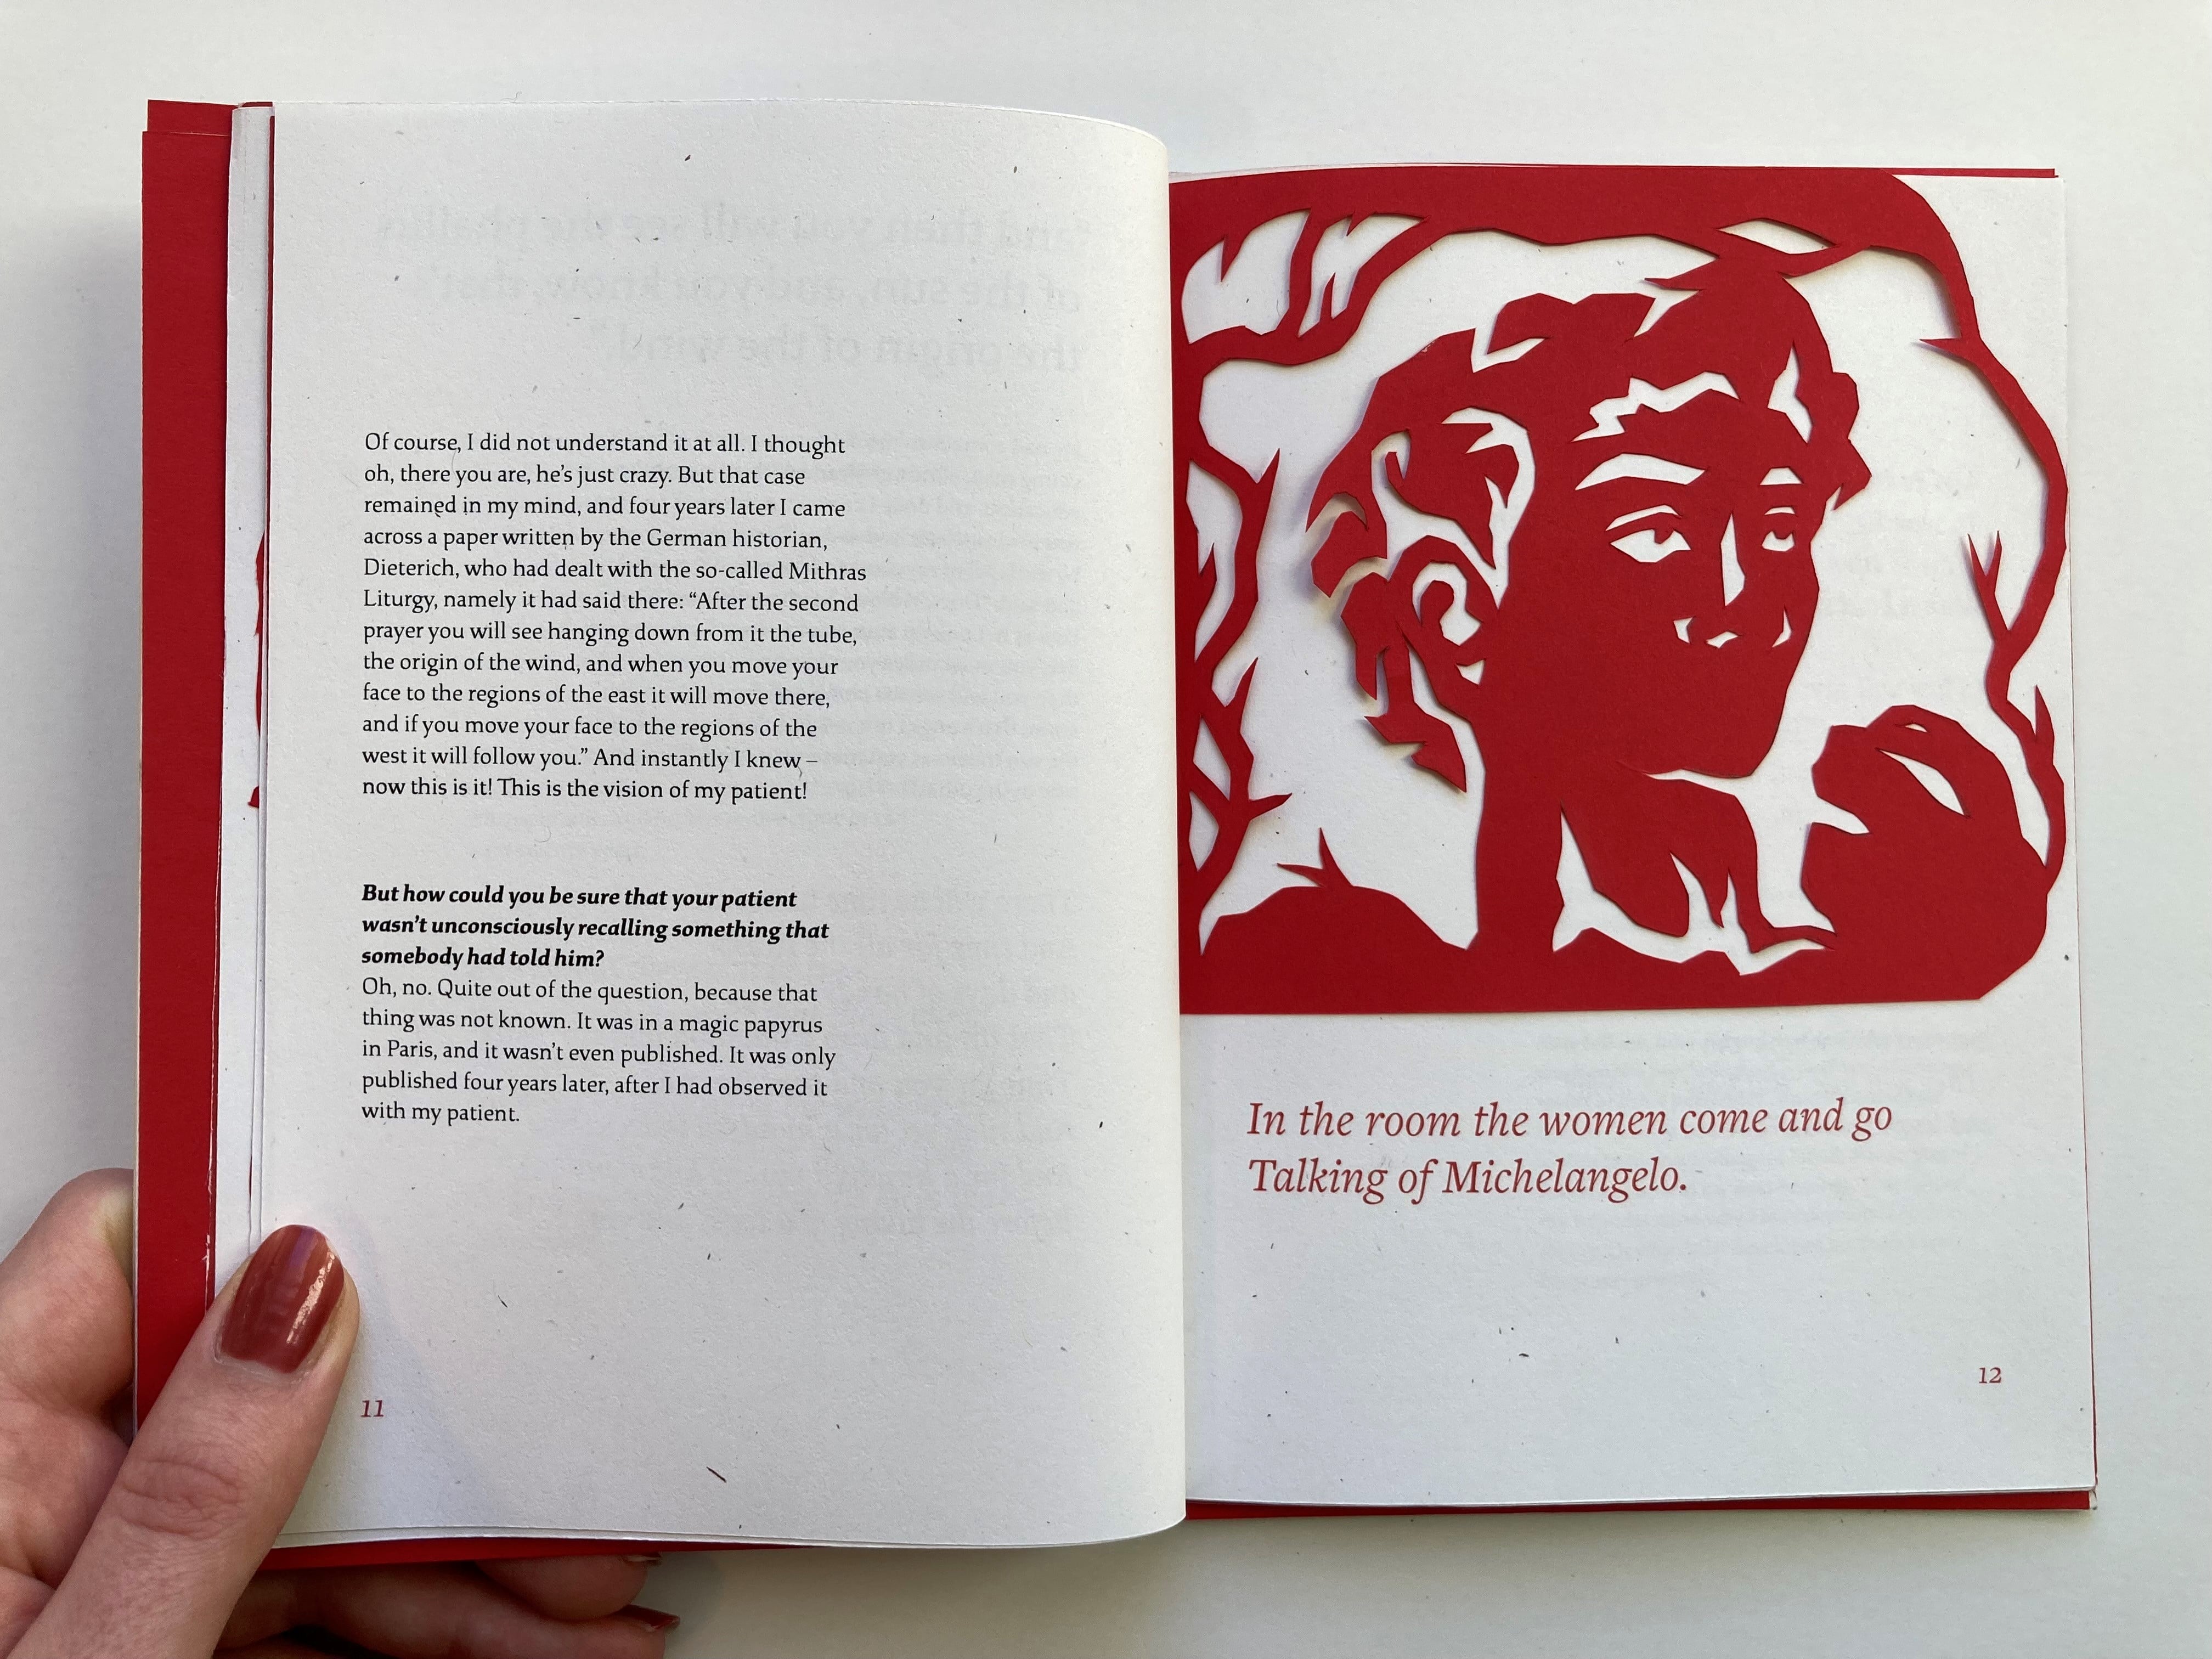 Of course, I did not understand it at all. I thought
oh, there you are, he's just crazy. But that case
remained in my mind, and four years later I came
across a paper written by the German historian,
Dieterich, who had dealt with the so-called Mithras
Liturgy, namely it had said there: “After the second
prayer you will see hanging down from it the tube,
the origin of the wind, and when you move your
face to the regions of the east it will move there,
and if you move your face to the regions of the
west it will follow you.” And instantly I knew –
now this is it! This is the vision of my patient!
But how could you be sure that your patient
wasn't unconsciously recalling something that
somebody had told him?
Oh, no. Quite out of the question, because that
thing was not known. It was in a magic papyrus
in Paris, and it wasn't even published. It was only
published four years later, after I had observed it
with my patient.
11
In the room the women come and go
Talking of Michelangelo.
12